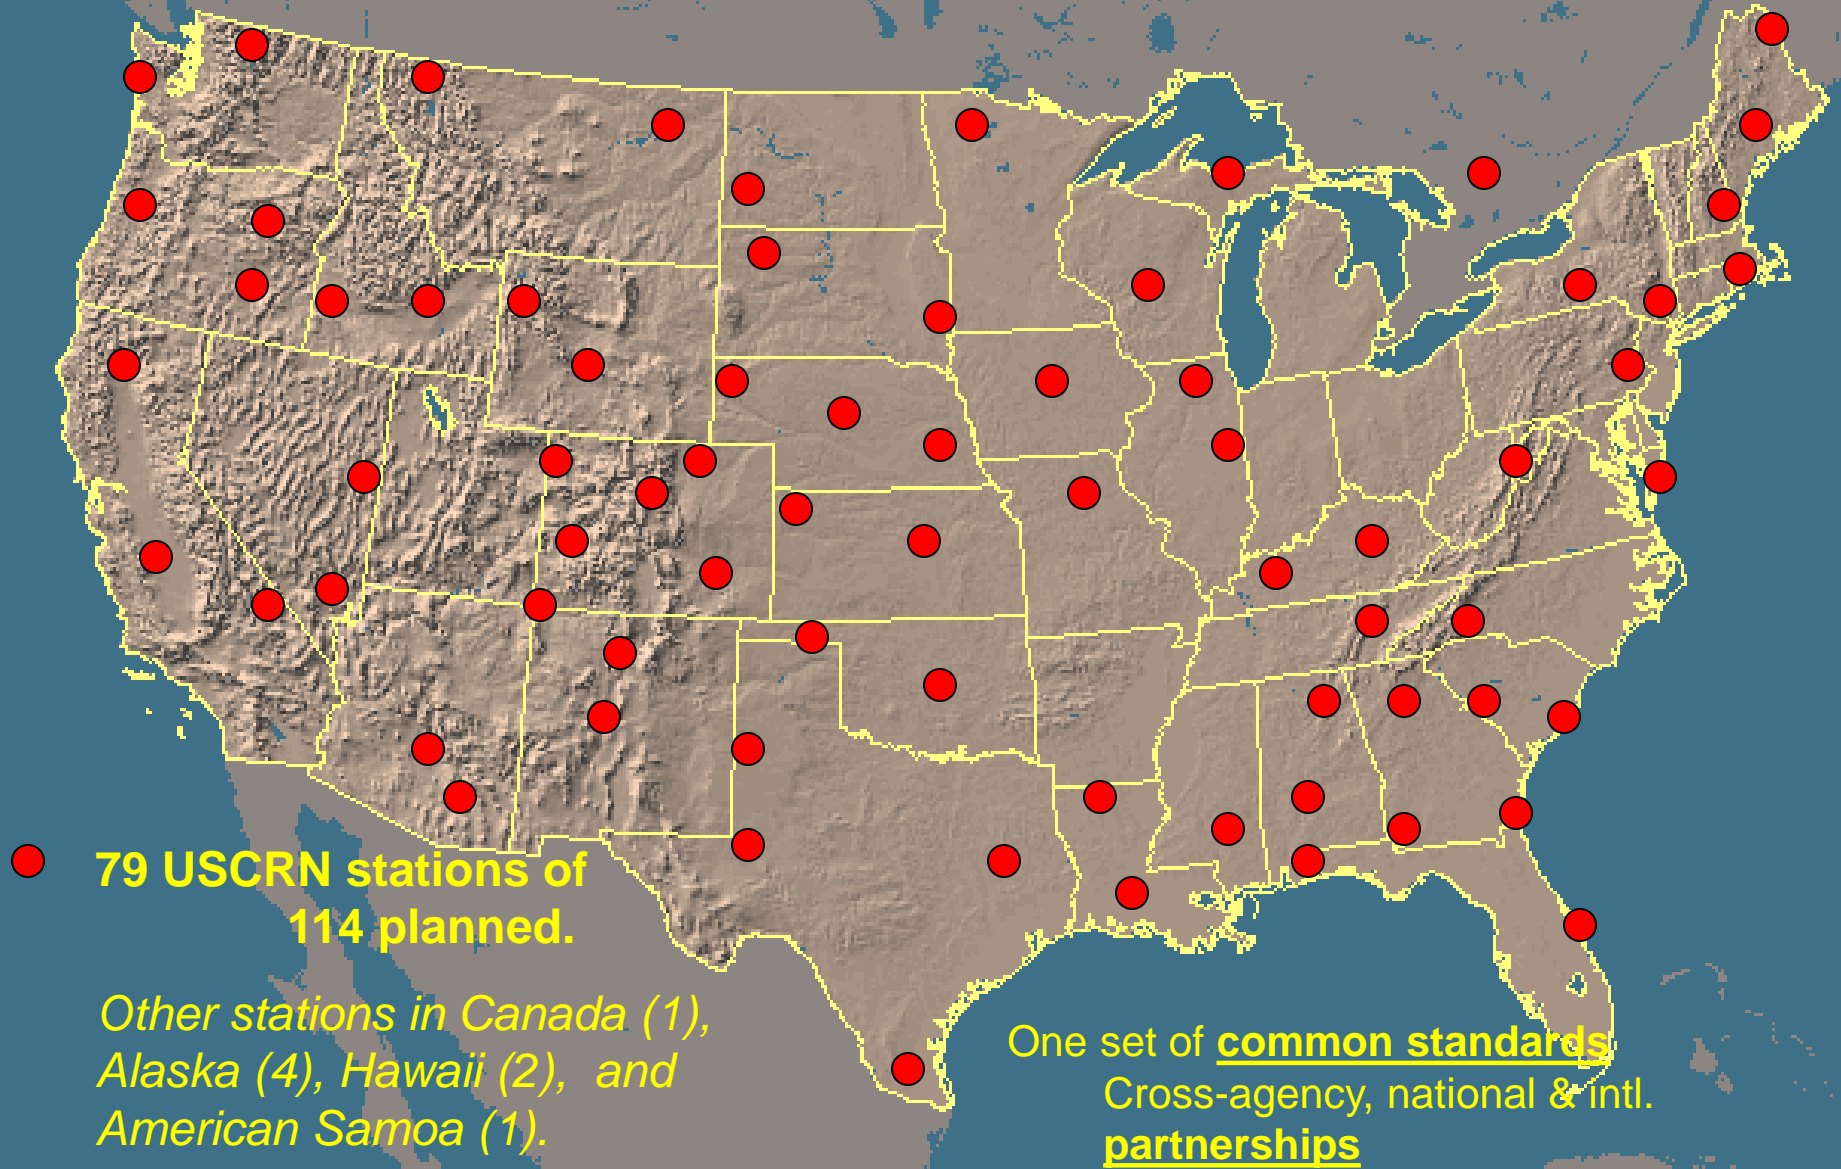 79 USCRN stations of
114 planned.
Other stations in Canada (1),
Alaska (4), Hawaii (2), and
American Samoa (1).
One set of common standards
Cross-agency, national & intl.
partnerships